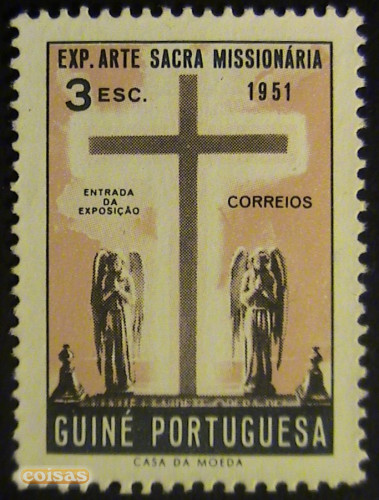 EXP. ARTE SACRA MISSIONÁRIA
3 ESC.
1951
ENTRADA
DA
EXPOSIÇÃO
CORREIOS
GUINÉ PORTUGUESA
CASA DA MOEDA
coisas